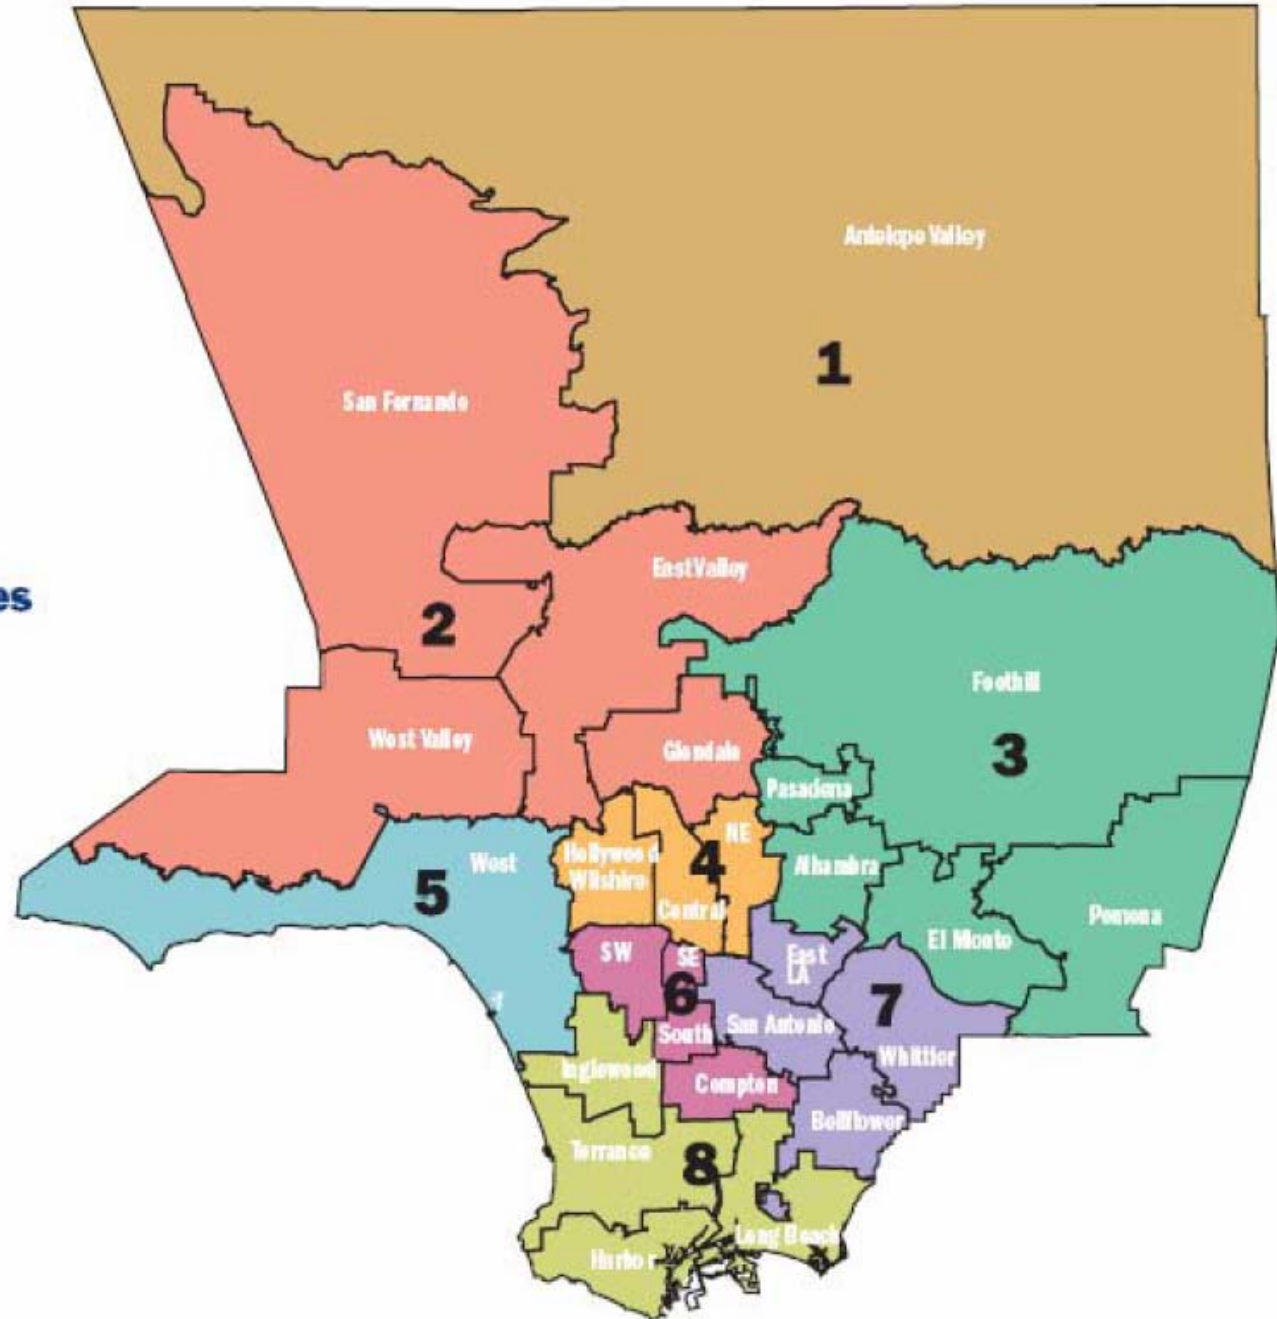 Antelope Valley
1
San Fernando
East Valley
es
2
Foothill
West Valley
Glendale
3
Pasadena
NE
Hollywood
Wilshire
4
Alhambra
West
5
Central
Pomona
El Monte
SW
SE
East
LA
6
7
South
San Antonio
Whittier
Inglewood
Compton
Bellflower
Torrance
8
Long Beach
Harbor